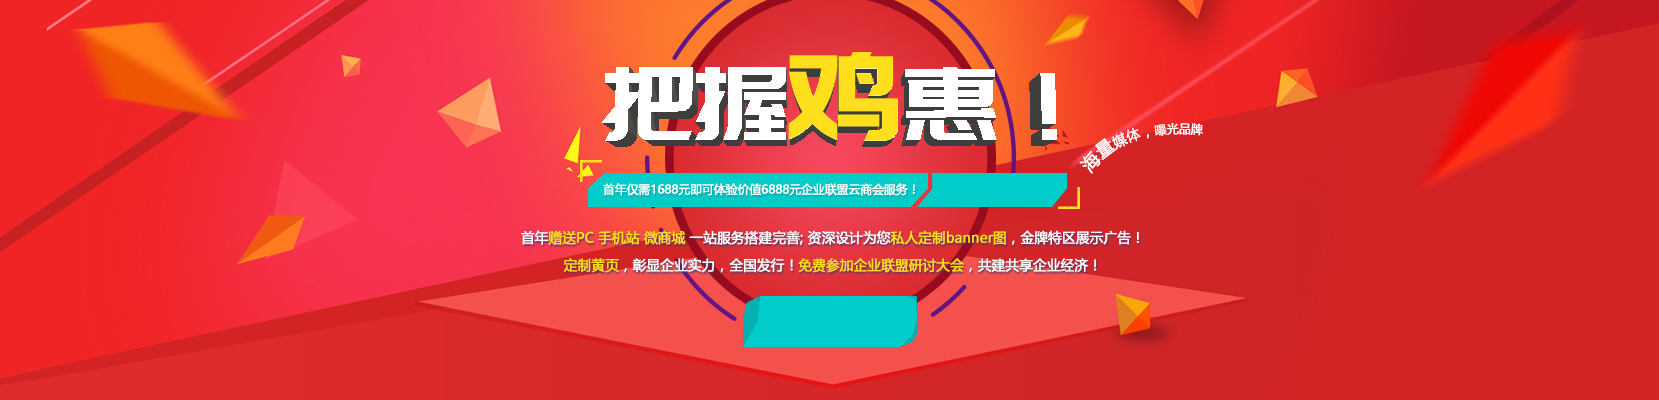 把握鸡惠！
海量媒体，曝光品牌
首年仅需1688元即可体验价值6888元企业联盟云商会服务！
首年赠送PC 手机站 微商城 一站服务搭建完善; 资深设计为您私人定制banner图，金牌特区展示广告！
定制黄页，彰显企业实力，全国发行！免费参加企业联盟研讨大会，共建共享企业经济！